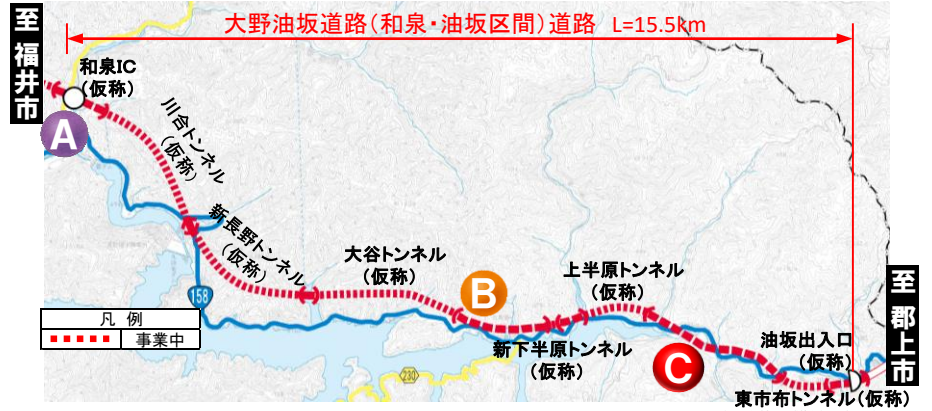 大野油坂道路(和泉・油坂区間)道路 L=15.5km
至 福井市
和泉IC
(仮称)
A
川合トンネル
(仮称)
新長野トンネル
(仮称)
大谷トンネル
(仮称)
B
上半原トンネル
(仮称)
158
凡 例
事業中
新下半原トンネル
(仮称)
C
油坂出入口
(仮称)
至 郡上市
230
東市布トンネル(仮称)